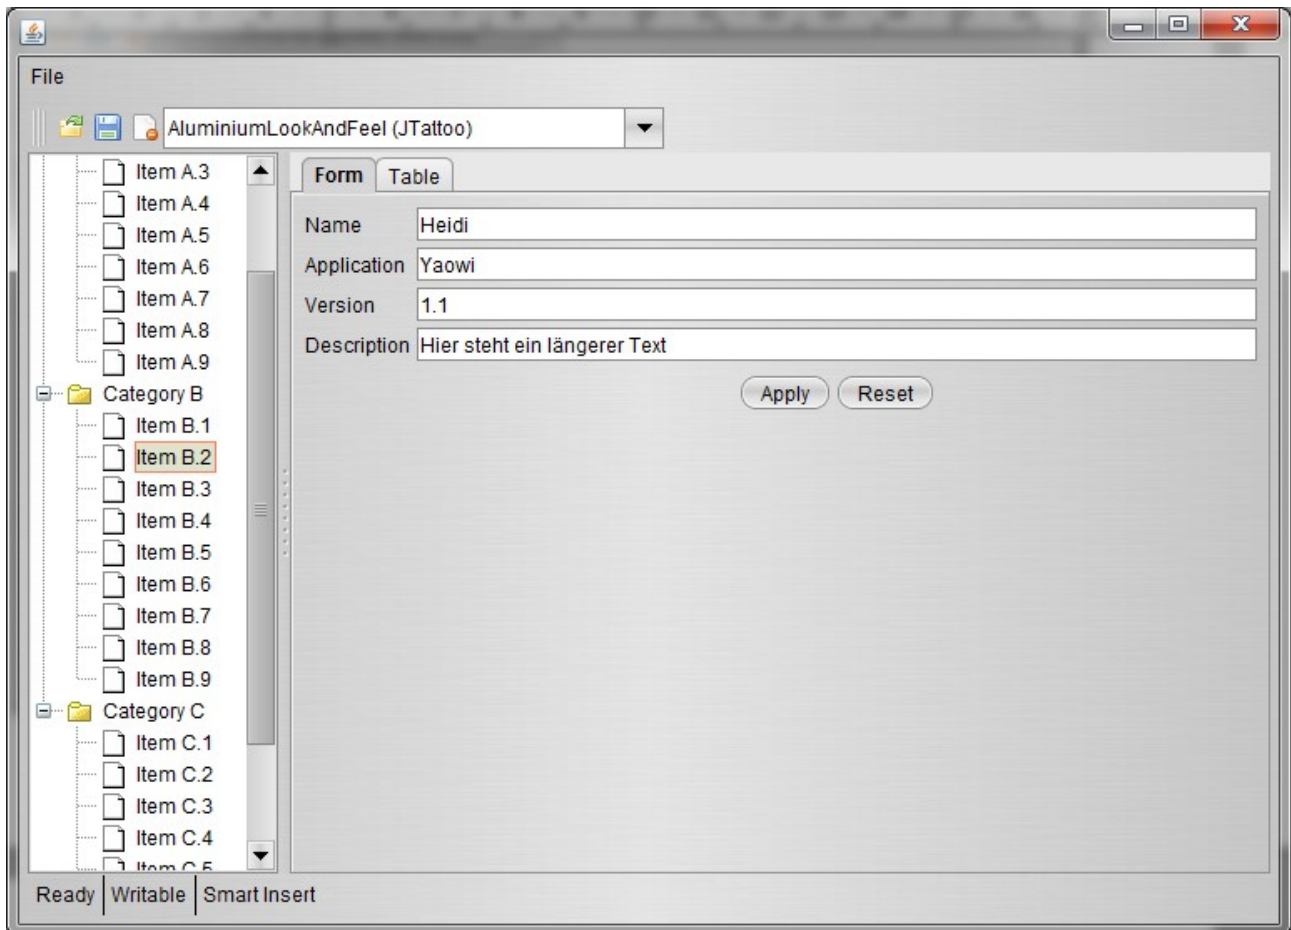 File
AluminiumLookAndFeel (JTattoo)
Item A.3
Item A.4
Item A.5
Item A.6
Item A.7
Item A.8
Item A.9
Category B
Item B.1
Item B.2
Item B.3
Item B.4
Item B.5
Item B.6
Item B.7
Item B.8
Item B.9
Category C
Item C.1
Item C.2
Item C.3
Item C.4
Item C.5
Form Table
Name Heidi
Application Yaowi
Version 1.1
Description Hier steht ein längerer Text
Apply Reset
Ready Writable Smart Insert